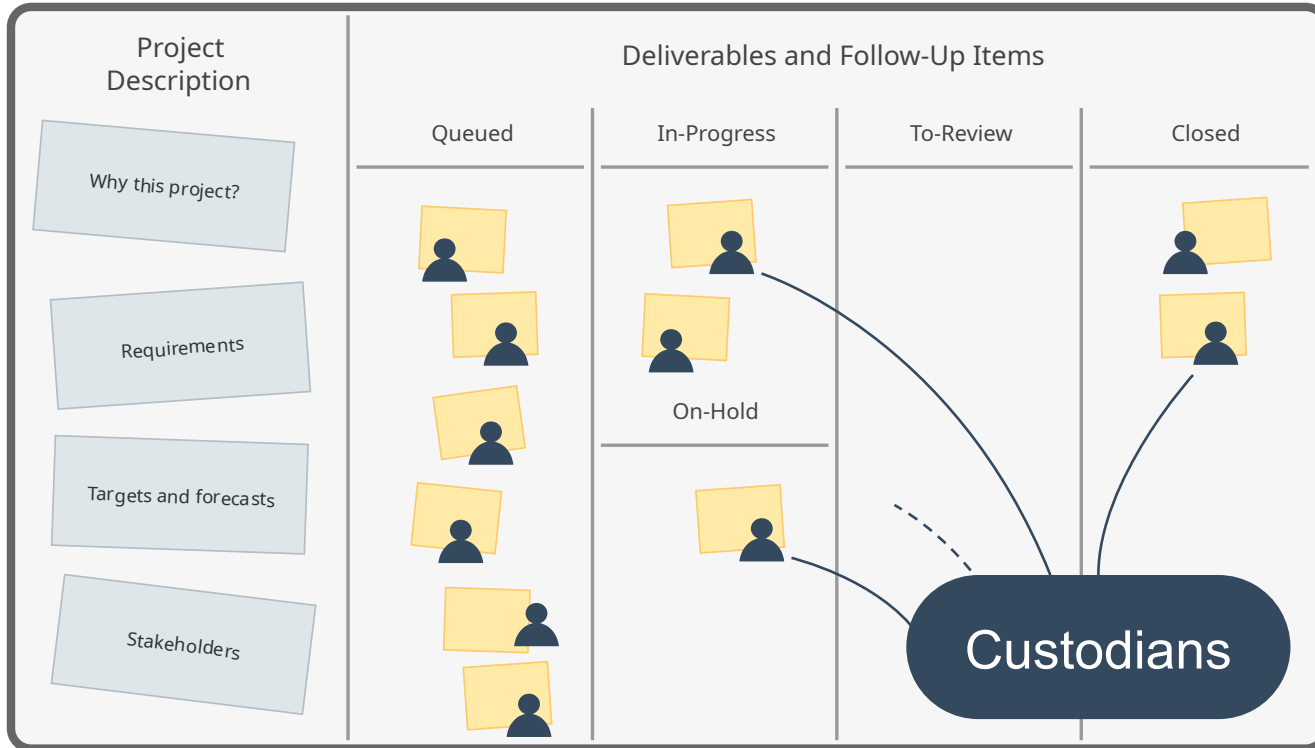 Project
Description
Deliverables and Follow-Up Items
Queued
In-Progress
To-Review
Closed
Why this project?
Requirements
On-Hold
Targets and forecasts
Stakeholders
Custodians